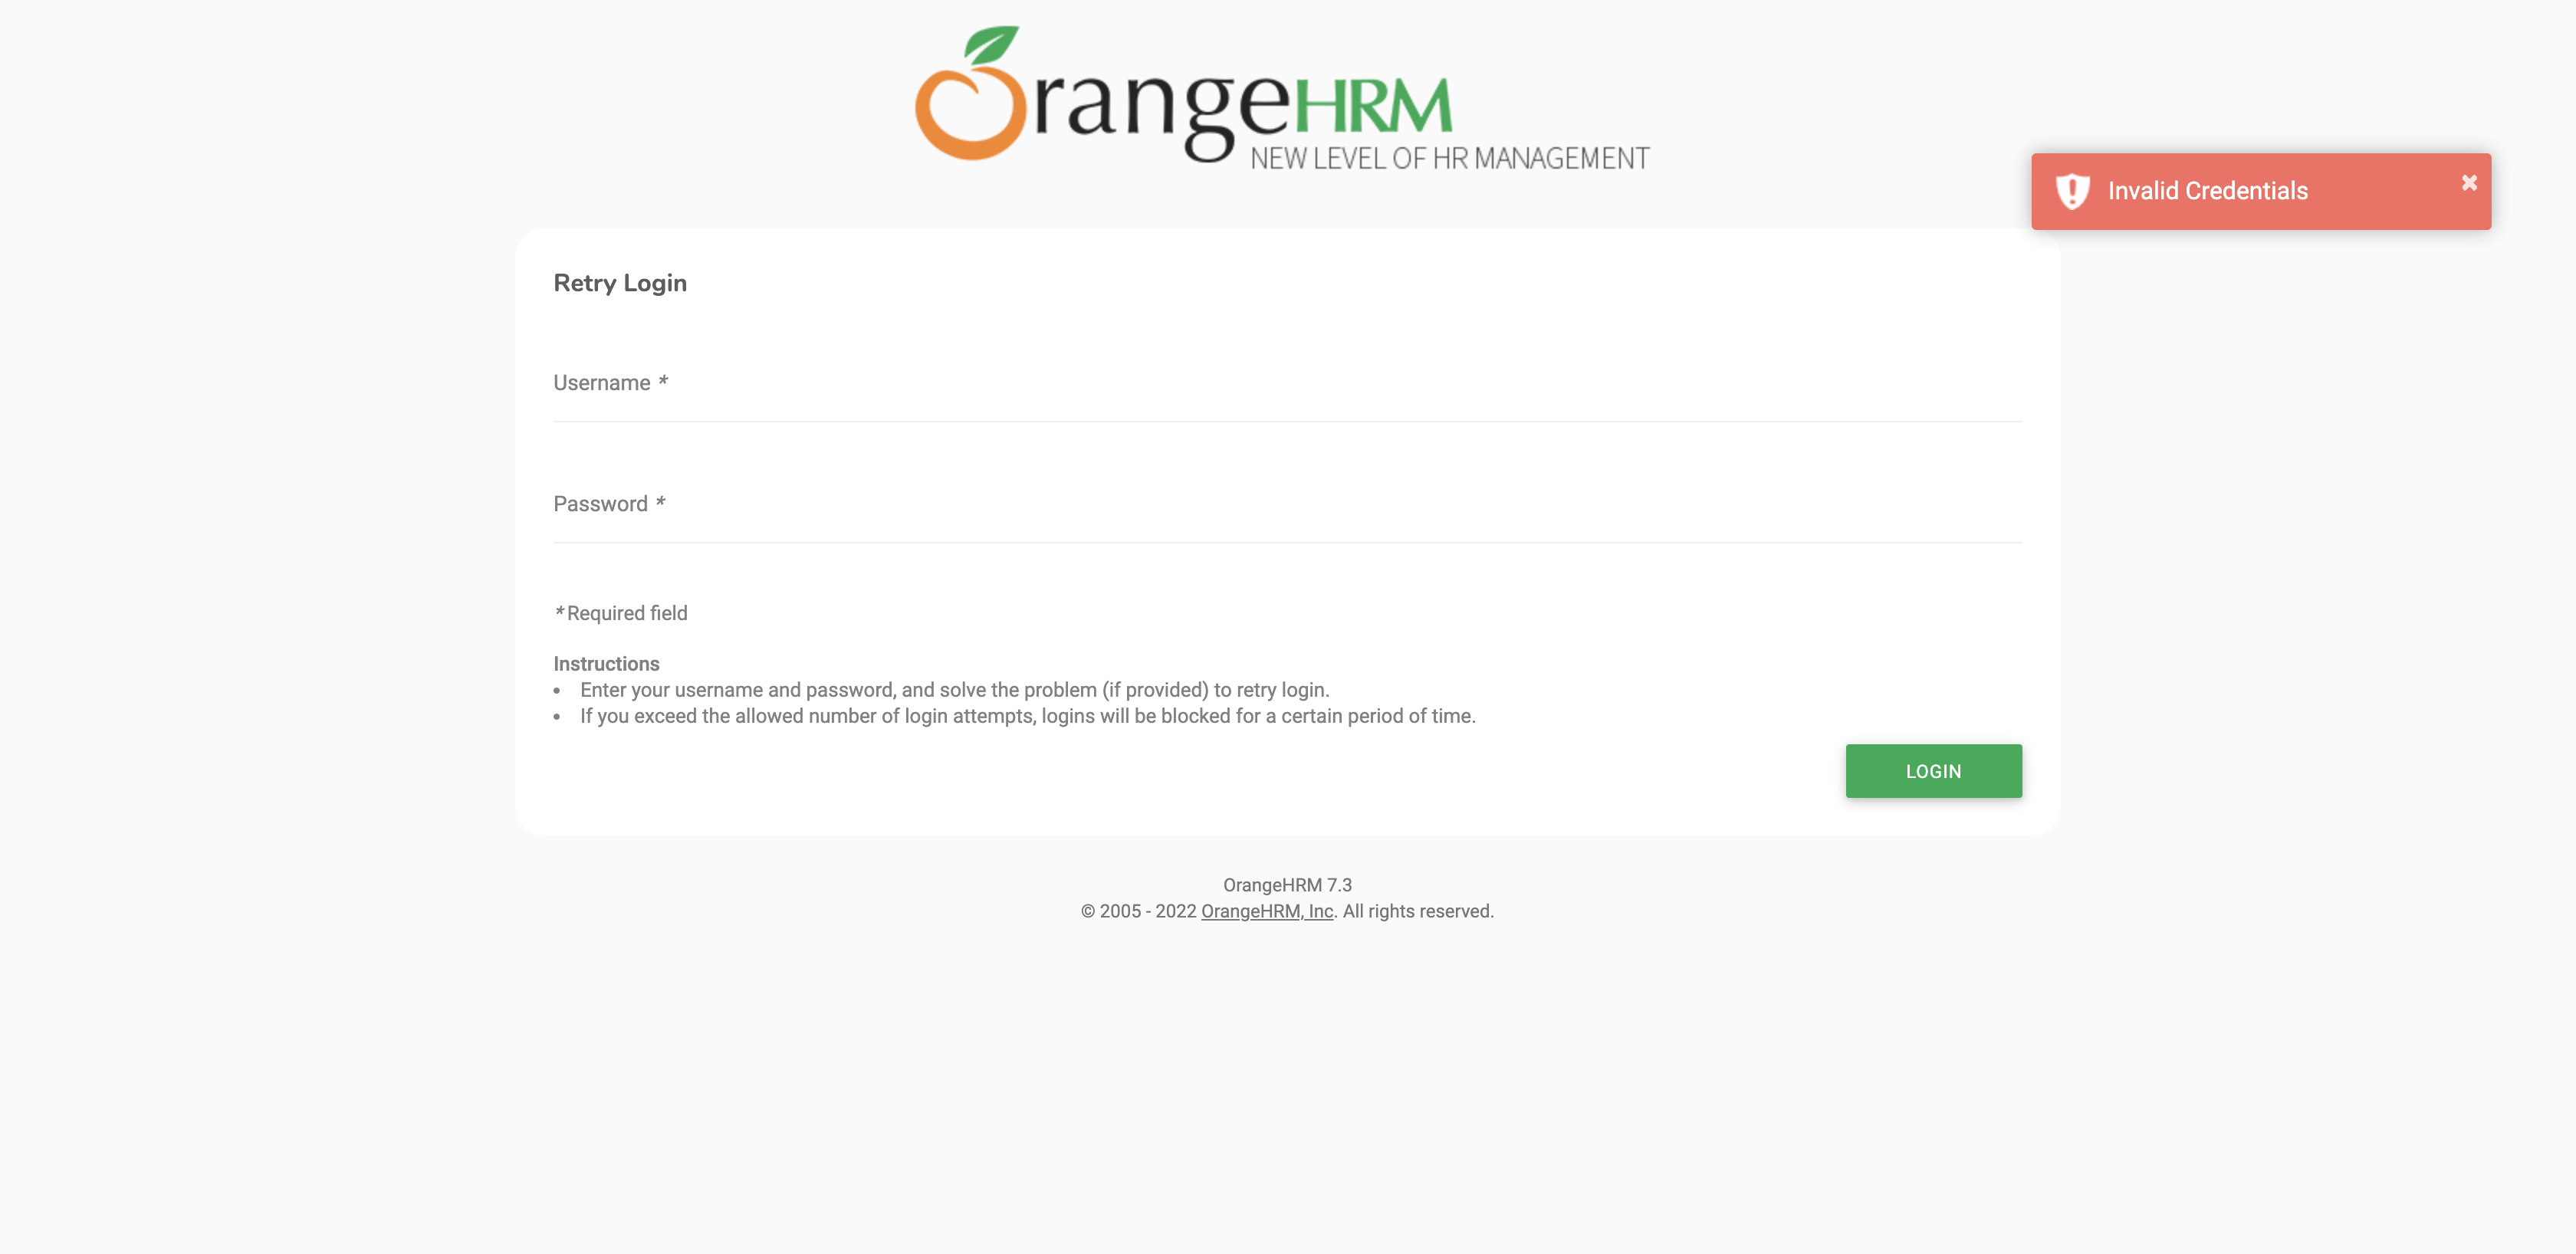 OrangeHRM
NEW LEVEL OF HR MANAGEMENT
Invalid Credentials
Retry Login
Username *
Password *
* Required field
Instructions
• Enter your username and password, and solve the problem (if provided) to retry login.
• If you exceed the allowed number of login attempts, logins will be blocked for a certain period of time.
LOGIN
OrangeHRM 7.3
© 2005 - 2022 OrangeHRM, Inc. All rights reserved.